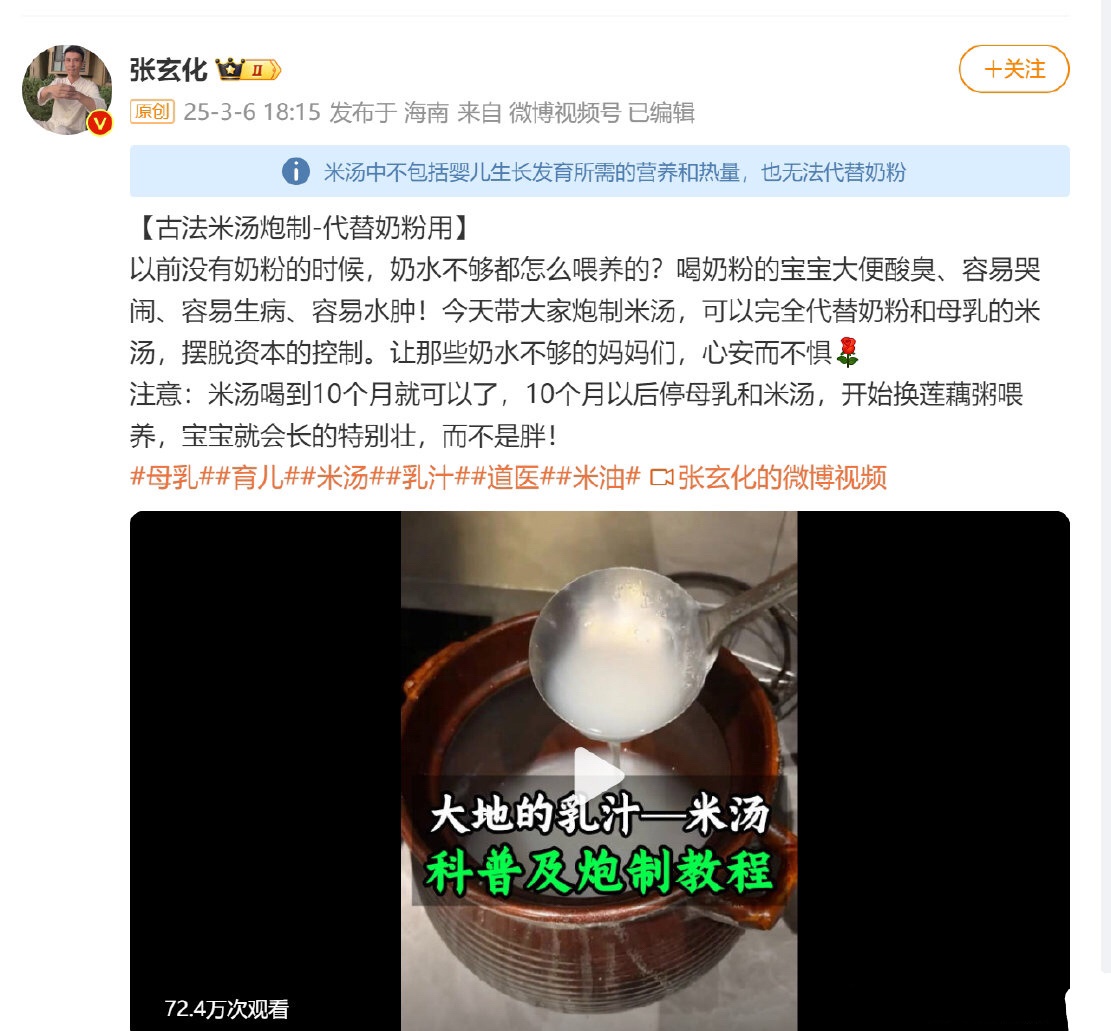 张玄化 II
+关注
原创 25-3-6 18:15 发布于 海南 来自 微博视频号 已编辑
米汤中不包括婴儿生长发育所需的营养和热量，也无法代替奶粉
【古法米汤炮制-代替奶粉用】
以前没有奶粉的时候，奶水不够都怎么喂养的？喝奶粉的宝宝大便酸臭、容易哭
闹、容易生病、容易水肿！今天带大家炮制米汤，可以完全代替奶粉和母乳的米
汤，摆脱资本的控制。让那些奶水不够的妈妈们，心安而不惧🌹
注意：米汤喝到10个月就可以了，10个月以后停母乳和米汤，开始换莲藕粥喂
养，宝宝就会长的特别壮，而不是胖！
#母乳##育儿##米汤##乳汁##道医##米油# 张玄化的微博视频
大地的乳汁—米汤
科普及炮制教程
72.4万次观看